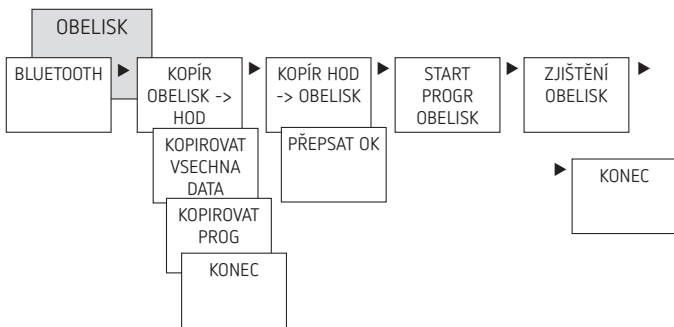 OBELISK
BLUETOOTH
KOPÍR
OBELISK ->
HOD
KOPIROVAT
VSECHNA
DATA
KOPIROVAT
PROG
KONEC
KOPÍR HOD
-> OBELISK
PŘEPSAT OK
START
PROGR
OBELISK
ZJIŠTĚNÍ
OBELISK
KONEC